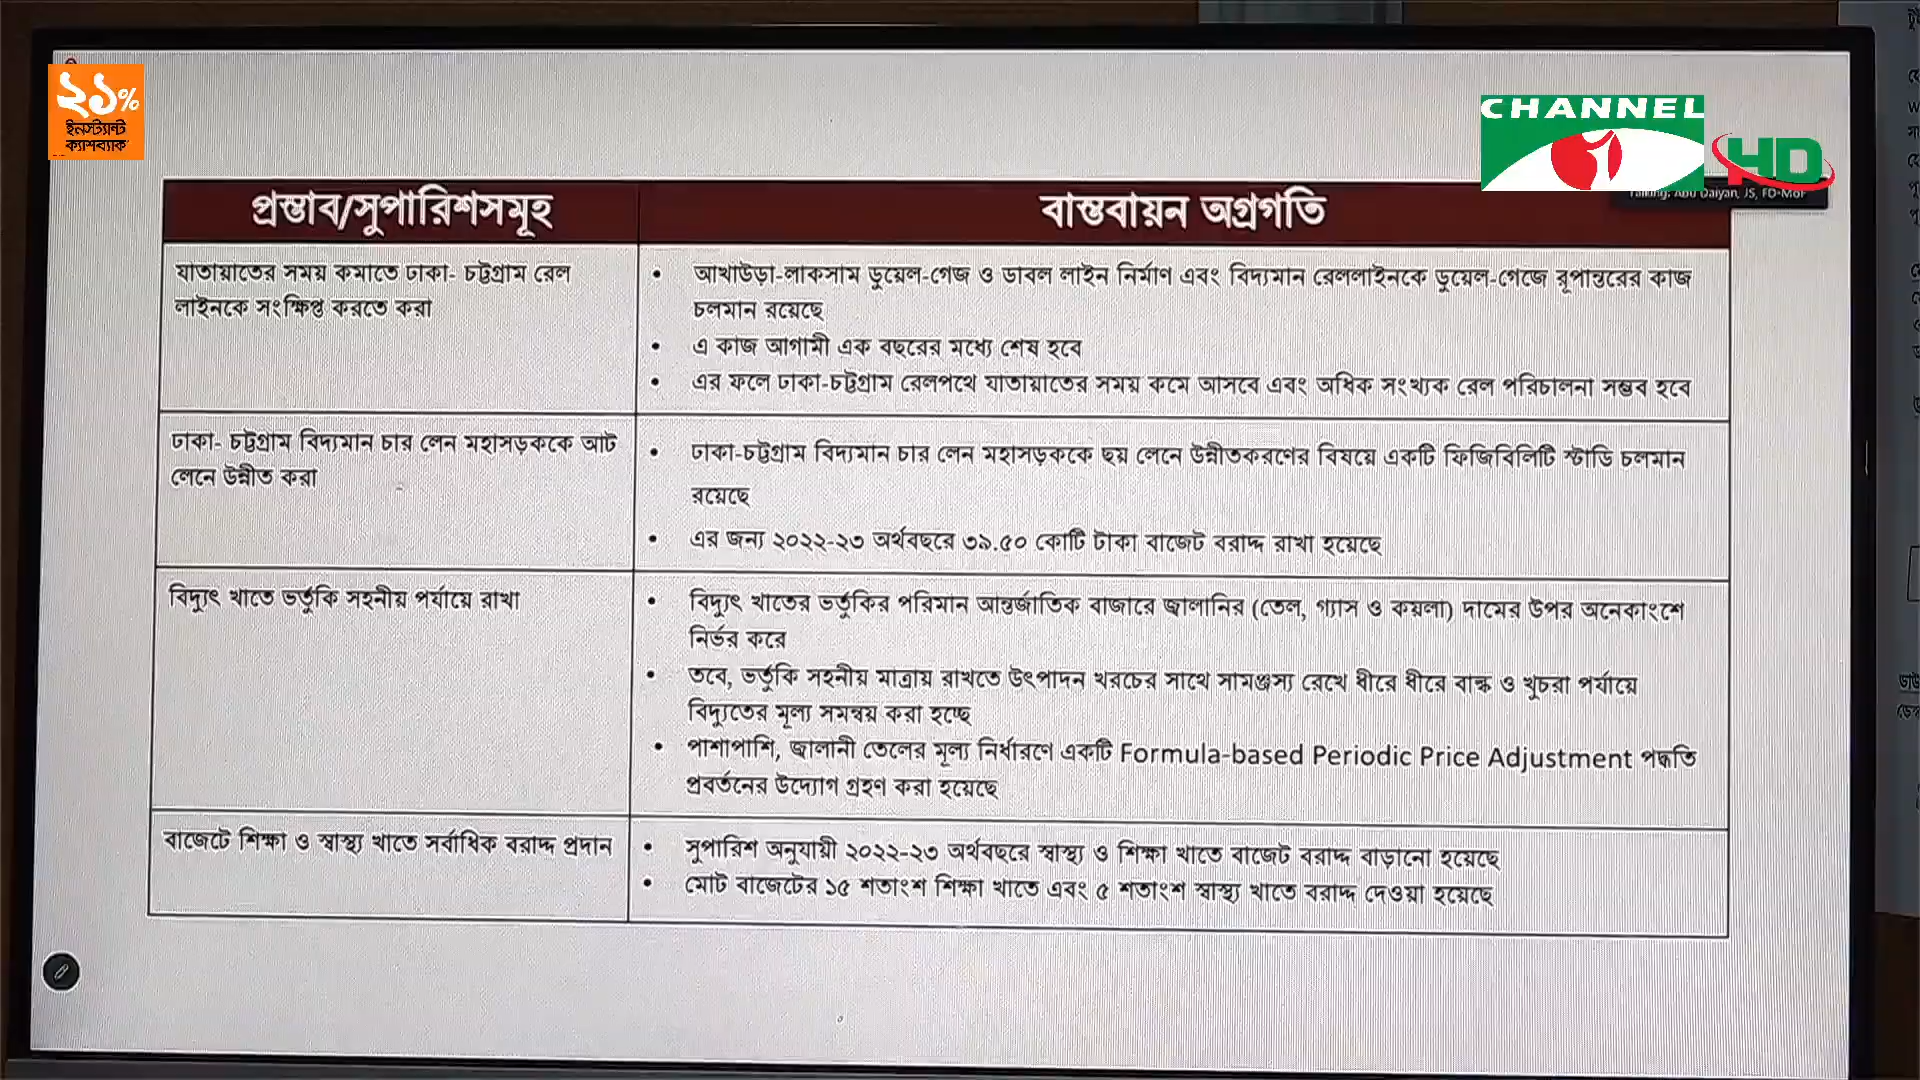 ২১%
ইনস্ট্যান্ট
ক্যাশব্যাক
CHANNEL
HD
Talking: Abu Daiyan, JS, FD-MoF
প্রস্তাব/সুপারিশসমূহ
বাস্তবায়ন অগ্রগতি
যাতায়াতের সময় কমাতে ঢাকা- চট্টগ্রাম রেল
লাইনকে সংক্ষিপ্ত করতে করা
• আখাউড়া-লাকসাম ডুয়েল-গেজ ও ডাবল লাইন নির্মাণ এবং বিদ্যমান রেললাইনকে ডুয়েল-গেজে রূপান্তরের কাজ
চলমান রয়েছে
• এ কাজ আগামী এক বছরের মধ্যে শেষ হবে
• এর ফলে ঢাকা-চট্টগ্রাম রেলপথে যাতায়াতের সময় কমে আসবে এবং অধিক সংখ্যক রেল পরিচালনা সম্ভব হবে
ঢাকা- চট্টগ্রাম বিদ্যমান চার লেন মহাসড়ককে আট
লেনে উন্নীত করা
• ঢাকা-চট্টগ্রাম বিদ্যমান চার লেন মহাসড়ককে ছয় লেনে উন্নীতকরণের বিষয়ে একটি ফিজিবিলিটি স্টাডি চলমান
রয়েছে
• এর জন্য ২০২২-২৩ অর্থবছরে ৩৯.৫০ কোটি টাকা বাজেট বরাদ্দ রাখা হয়েছে
বিদ্যুৎ খাতে ভর্তুকি সহনীয় পর্যায়ে রাখা
• বিদ্যুৎ খাতের ভর্তুকির পরিমান আন্তর্জাতিক বাজারে জ্বালানির (তেল, গ্যাস ও কয়লা) দামের উপর অনেকাংশে
নির্ভর করে
• তবে, ভর্তুকি সহনীয় মাত্রায় রাখতে উৎপাদন খরচের সাথে সামঞ্জস্য রেখে ধীরে ধীরে বাল্ক ও খুচরা পর্যায়ে
বিদ্যুতের মূল্য সমন্বয় করা হচ্ছে
• পাশাপাশি, জ্বালানী তেলের মূল্য নির্ধারণে একটি Formula-based Periodic Price Adjustment পদ্ধতি
প্রবর্তনের উদ্যোগ গ্রহণ করা হয়েছে
বাজেটে শিক্ষা ও স্বাস্থ্য খাতে সর্বাধিক বরাদ্দ প্রদান
• সুপারিশ অনুযায়ী ২০২২-২৩ অর্থবছরে স্বাস্থ্য ও শিক্ষা খাতে বাজেট বরাদ্দ বাড়ানো হয়েছে
• মোট বাজেটের ১৫ শতাংশ শিক্ষা খাতে এবং ৫ শতাংশ স্বাস্থ্য খাতে বরাদ্দ দেওয়া হয়েছে